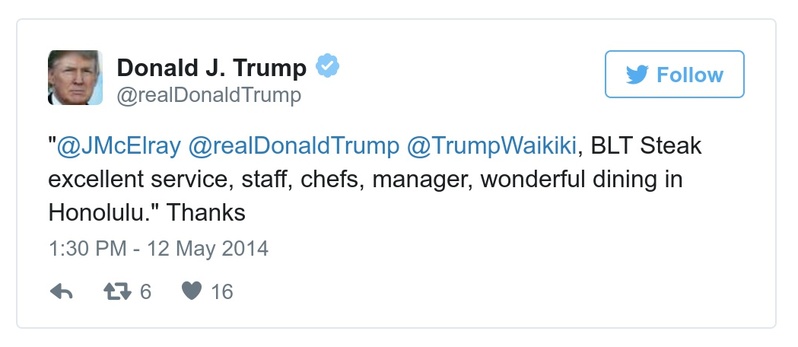 Donald J. Trump
@realDonaldTrump
Follow
"@JMcElray @realDonaldTrump @TrumpWaikiki, BLT Steak
excellent service, staff, chefs, manager, wonderful dining in
Honolulu." Thanks
1:30 PM - 12 May 2014
6
16